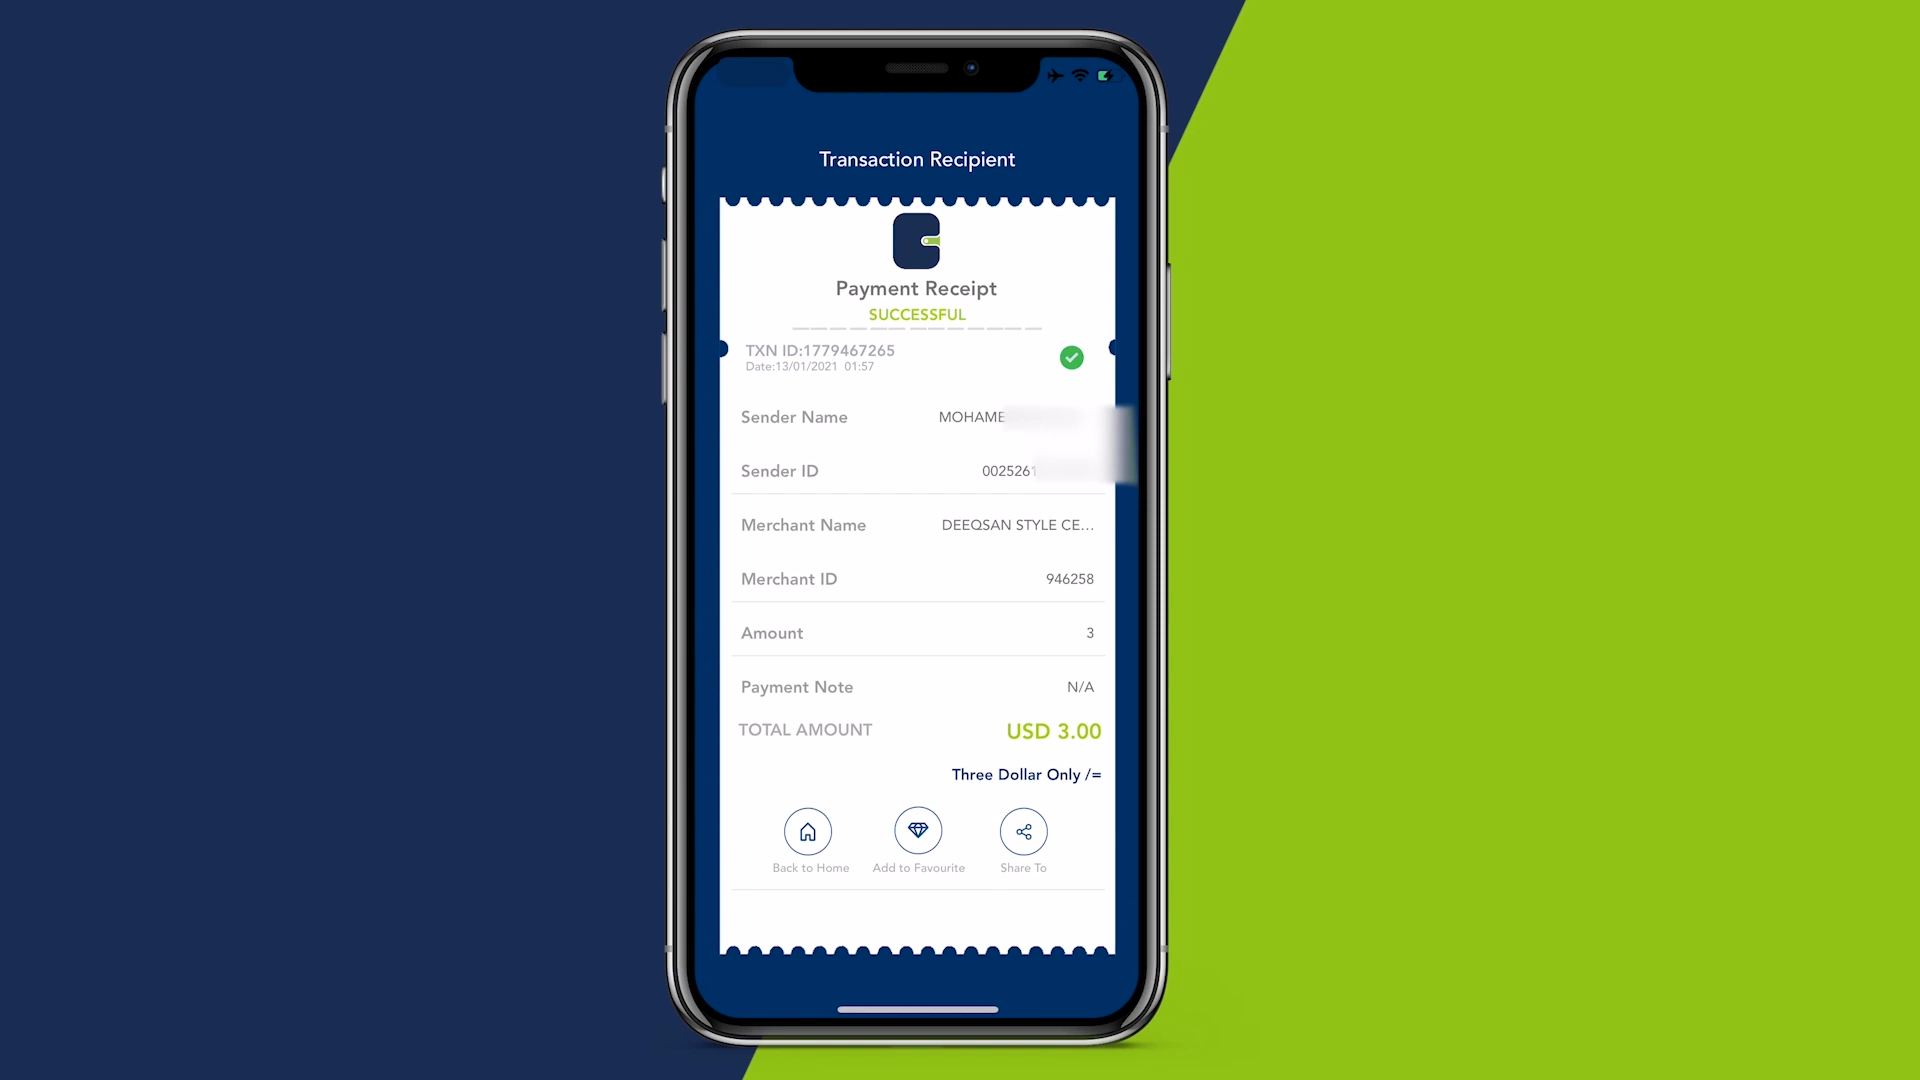 Transaction Recipient
Payment Receipt
SUCCESSFUL
TXN ID:1779467265
Date:13/01/2021 01:57
Sender Name
Sender ID 0025261
Merchant Name DEEQSAN STYLE CE...
Merchant ID 946258
Amount 3
Payment Note N/A
TOTAL AMOUNT USD 3.00
Three Dollar Only /=
Back to Home Add to Favourite Share To